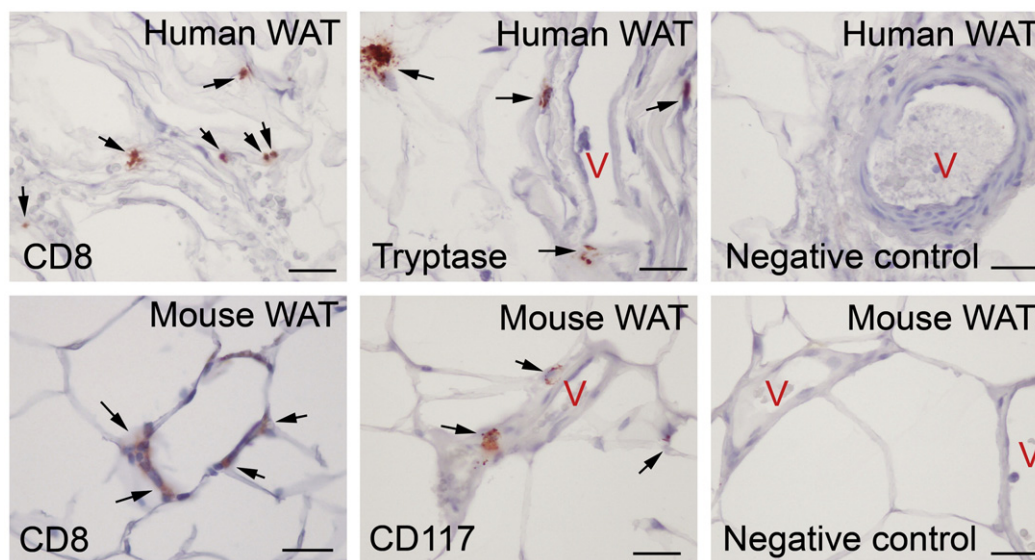 Human WAT
CD8
Human WAT
V
Tryptase
Human WAT
V
Negative control
Mouse WAT
CD8
Mouse WAT
V
CD117
Mouse WAT
V
V
Negative control